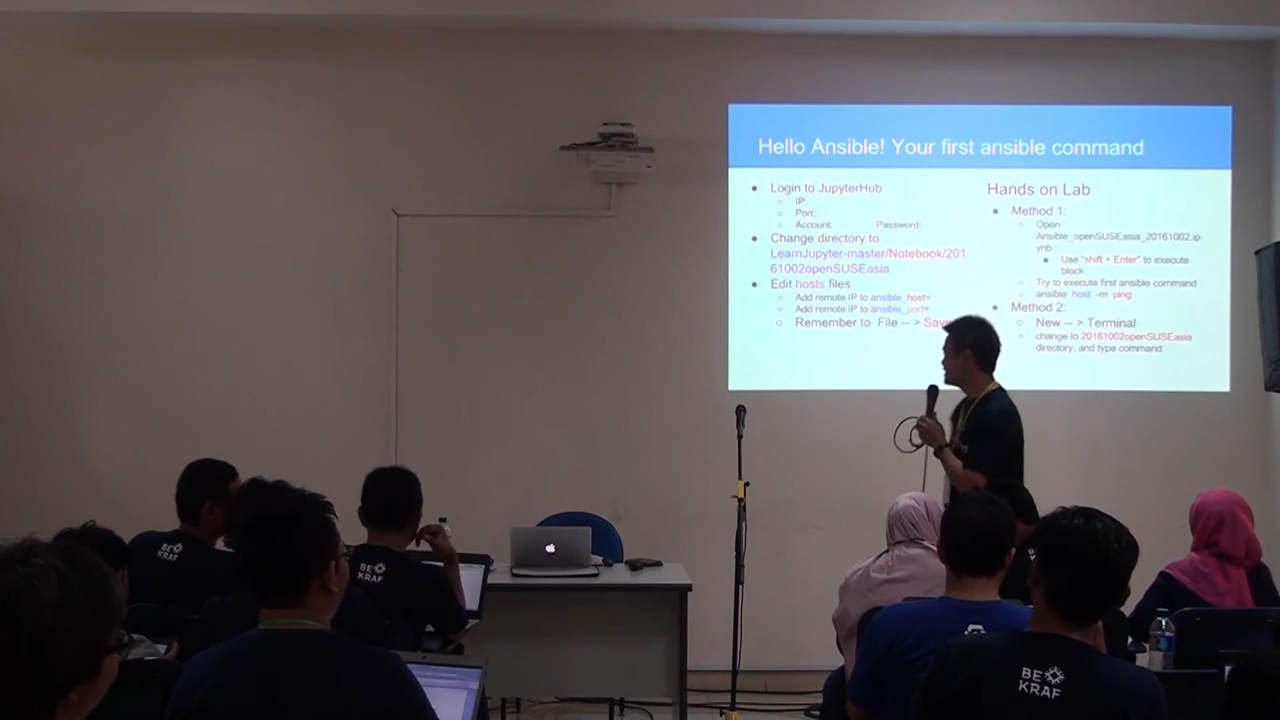 Hello Ansible! Your first ansible command
Login to JupyterHub
IP:
Port:
Account: Password:
Change directory to
LearnJupyter-master/Notebook/201
61002openSUSEasia
Edit hosts files
Add remote IP to ansible_host=
Add remote IP to ansible_port=
Remember to File -- > Save
Hands on Lab
Method 1:
Open
Ansible_openSUSEasia_20161002.ip
ynb
Use "shift + Enter" to execute
block
Try to execute first ansible command
ansible host -m ping
Method 2:
New -- > Terminal
change to 20161002openSUSEasia
directory, and type command
BE
KRAF
BE
KRAF
BE
KRAF